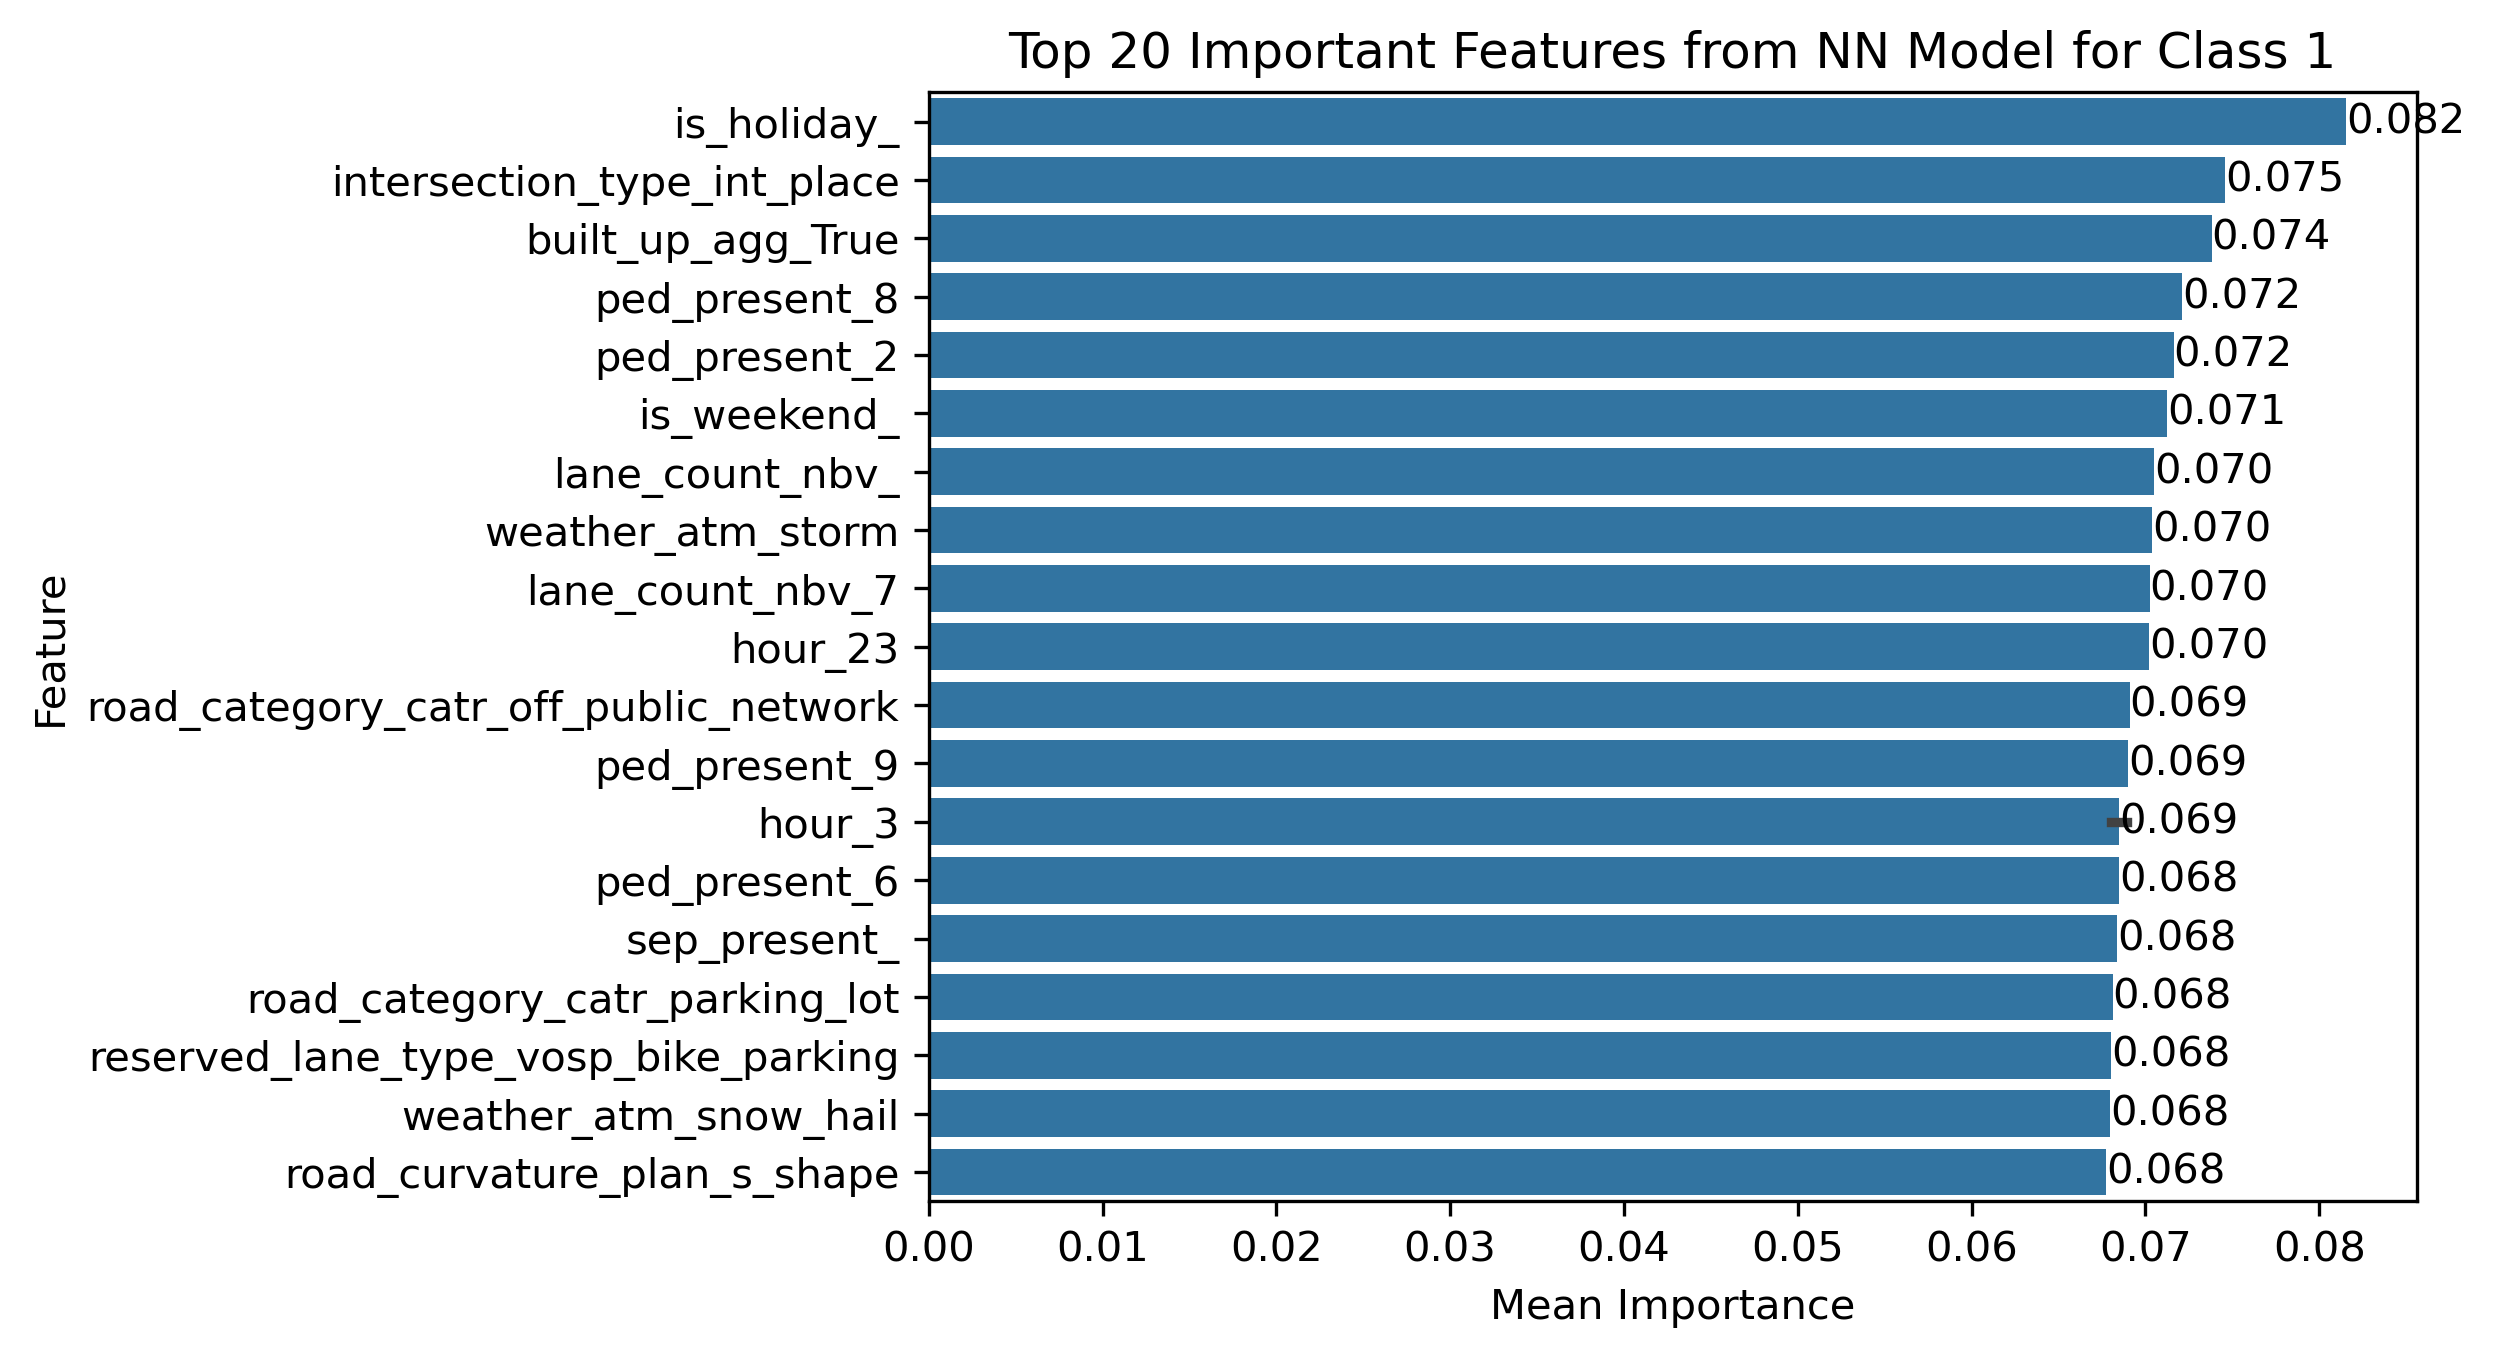 Top 20 Important Features from NN Model for Class 1
is_holiday_ 0.082
intersection_type_int_place 0.075
built_up_agg_True 0.074
ped_present_8 0.072
ped_present_2 0.072
is_weekend_ 0.071
lane_count_nbv_ 0.070
weather_atm_storm 0.070
lane_count_nbv_7 0.070
hour_23 0.070
road_category_catr_off_public_network 0.069
ped_present_9 0.069
hour_3 0.069
ped_present_6 0.068
sep_present_ 0.068
road_category_catr_parking_lot 0.068
reserved_lane_type_vosp_bike_parking 0.068
weather_atm_snow_hail 0.068
road_curvature_plan_s_shape 0.068
Feature
0.00 0.01 0.02 0.03 0.04 0.05 0.06 0.07 0.08
Mean Importance